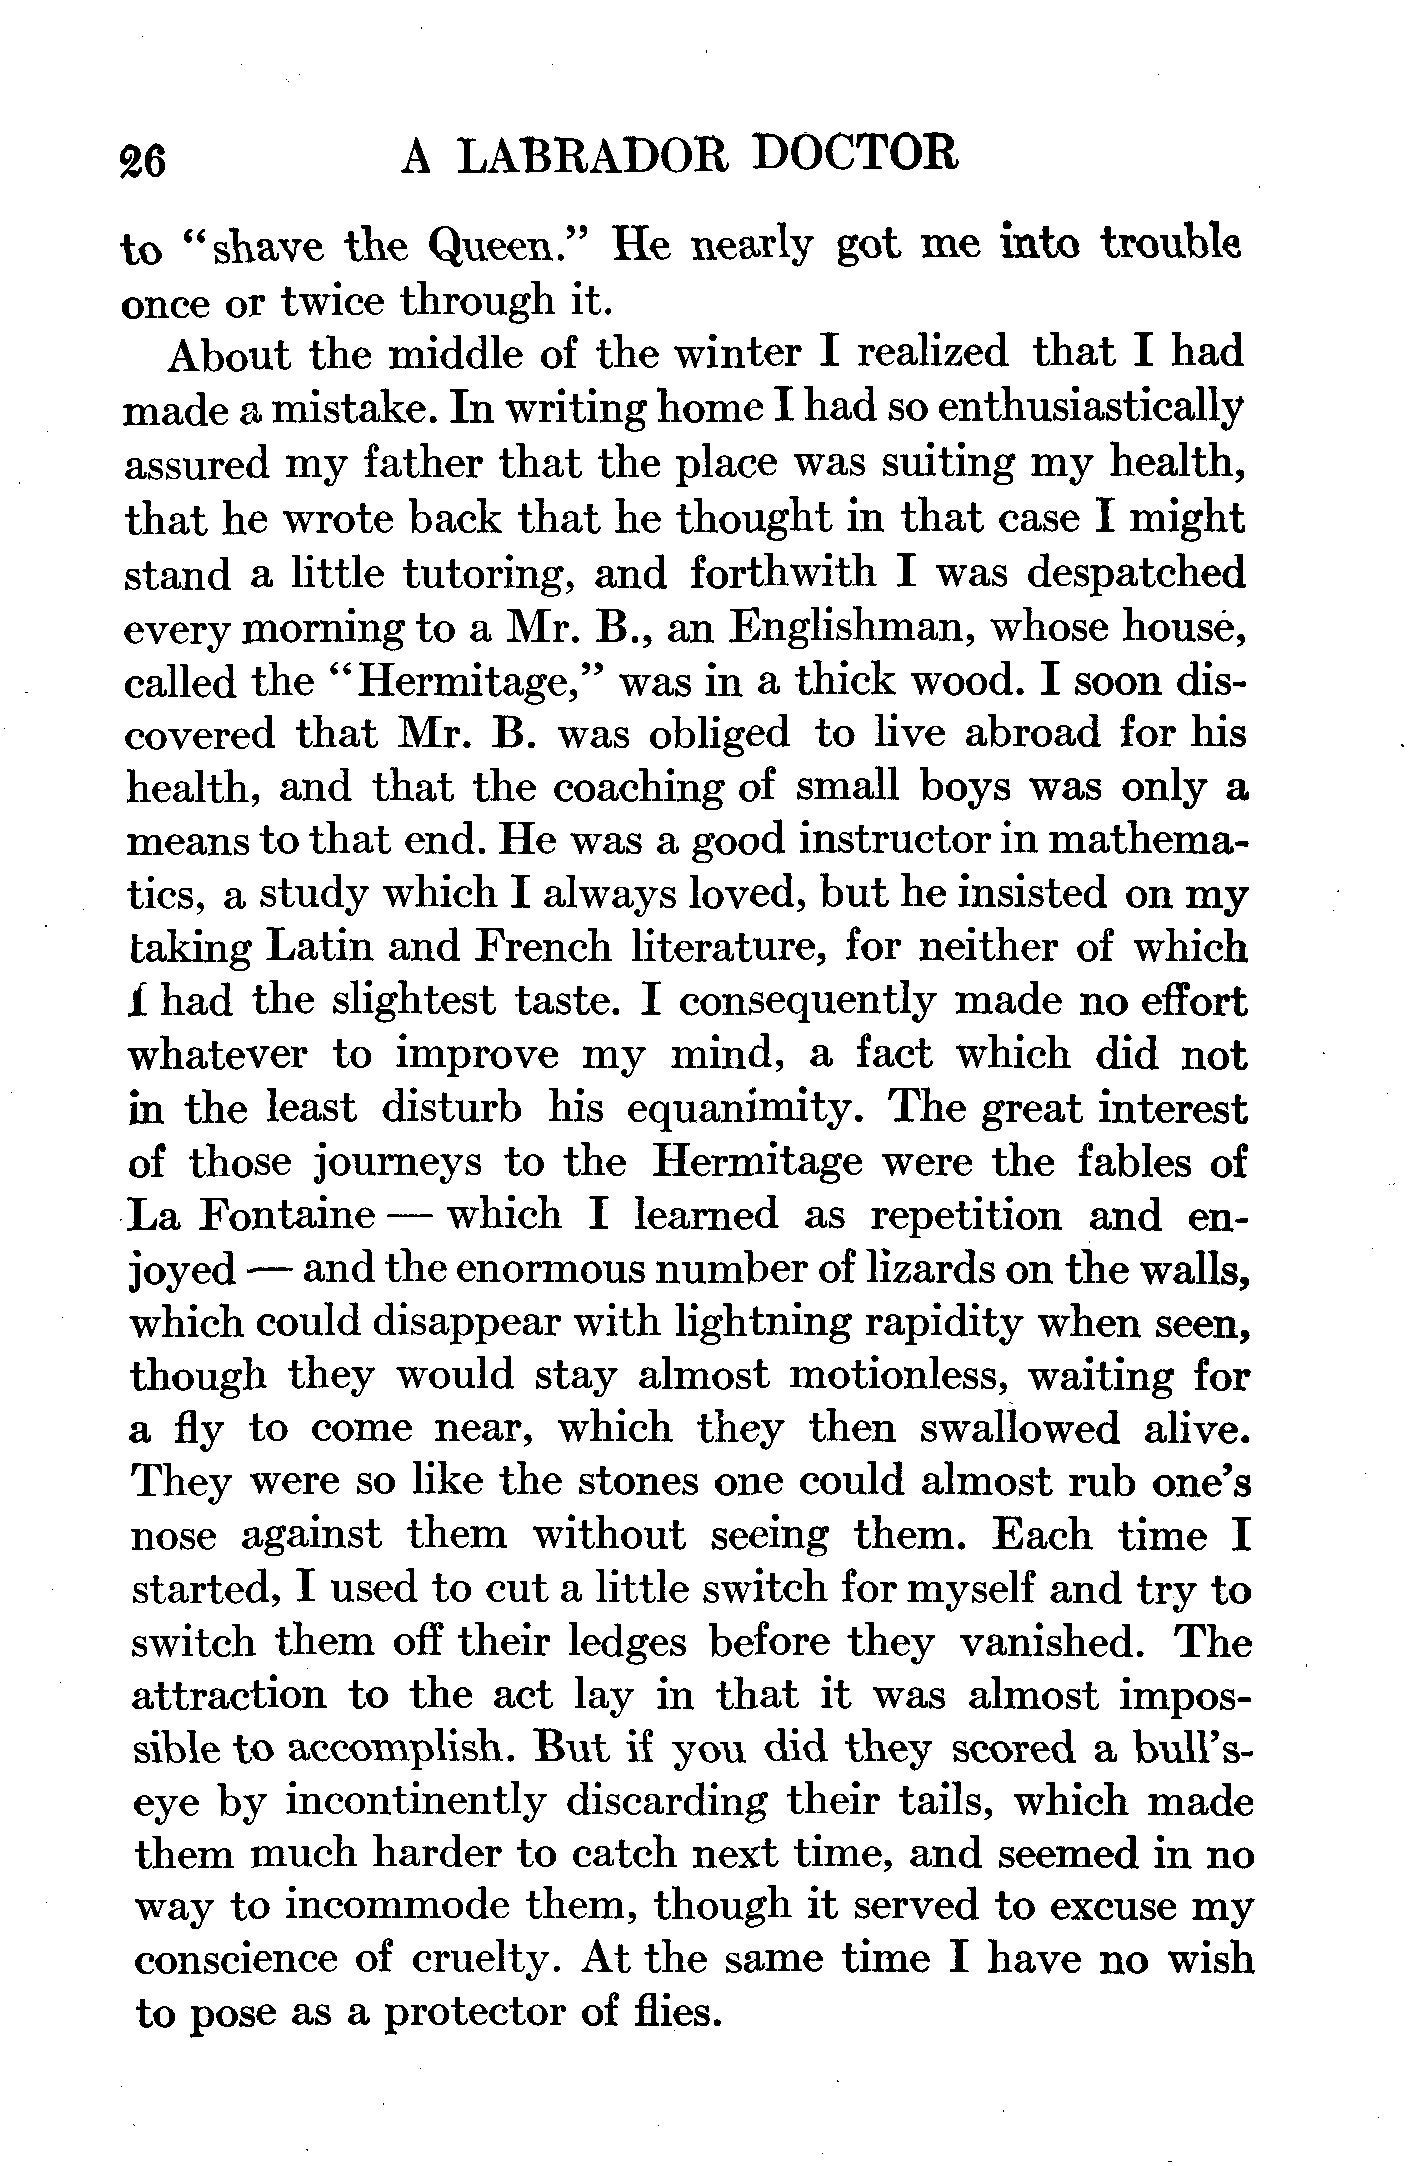 26 A LABRADOR DOCTOR
to "shave the Queen." He nearly got me into trouble
once or twice through it.
About the middle of the winter I realized that I had
made a mistake. In writing home I had so enthusiastically
assured my father that the place was suiting my health,
that he wrote back that he thought in that case I might
stand a little tutoring, and forthwith I was despatched
every morning to a Mr. B., an Englishman, whose house,
called the "Hermitage," was in a thick wood. I soon dis-
covered that Mr. B. was obliged to live abroad for his
health, and that the coaching of small boys was only a
means to that end. He was a good instructor in mathema-
tics, a study which I always loved, but he insisted on my
taking Latin and French literature, for neither of which
I had the slightest taste. I consequently made no effort
whatever to improve my mind, a fact which did not
in the least disturb his equanimity. The great interest
of those journeys to the Hermitage were the fables of
La Fontaine — which I learned as repetition and en-
joyed — and the enormous number of lizards on the walls,
which could disappear with lightning rapidity when seen,
though they would stay almost motionless, waiting for
a fly to come near, which they then swallowed alive.
They were so like the stones one could almost rub one's
nose against them without seeing them. Each time I
started, I used to cut a little switch for myself and try to
switch them off their ledges before they vanished. The
attraction to the act lay in that it was almost impos-
sible to accomplish. But if you did they scored a bull's-
eye by incontinently discarding their tails, which made
them much harder to catch next time, and seemed in no
way to incommode them, though it served to excuse my
conscience of cruelty. At the same time I have no wish
to pose as a protector of flies.